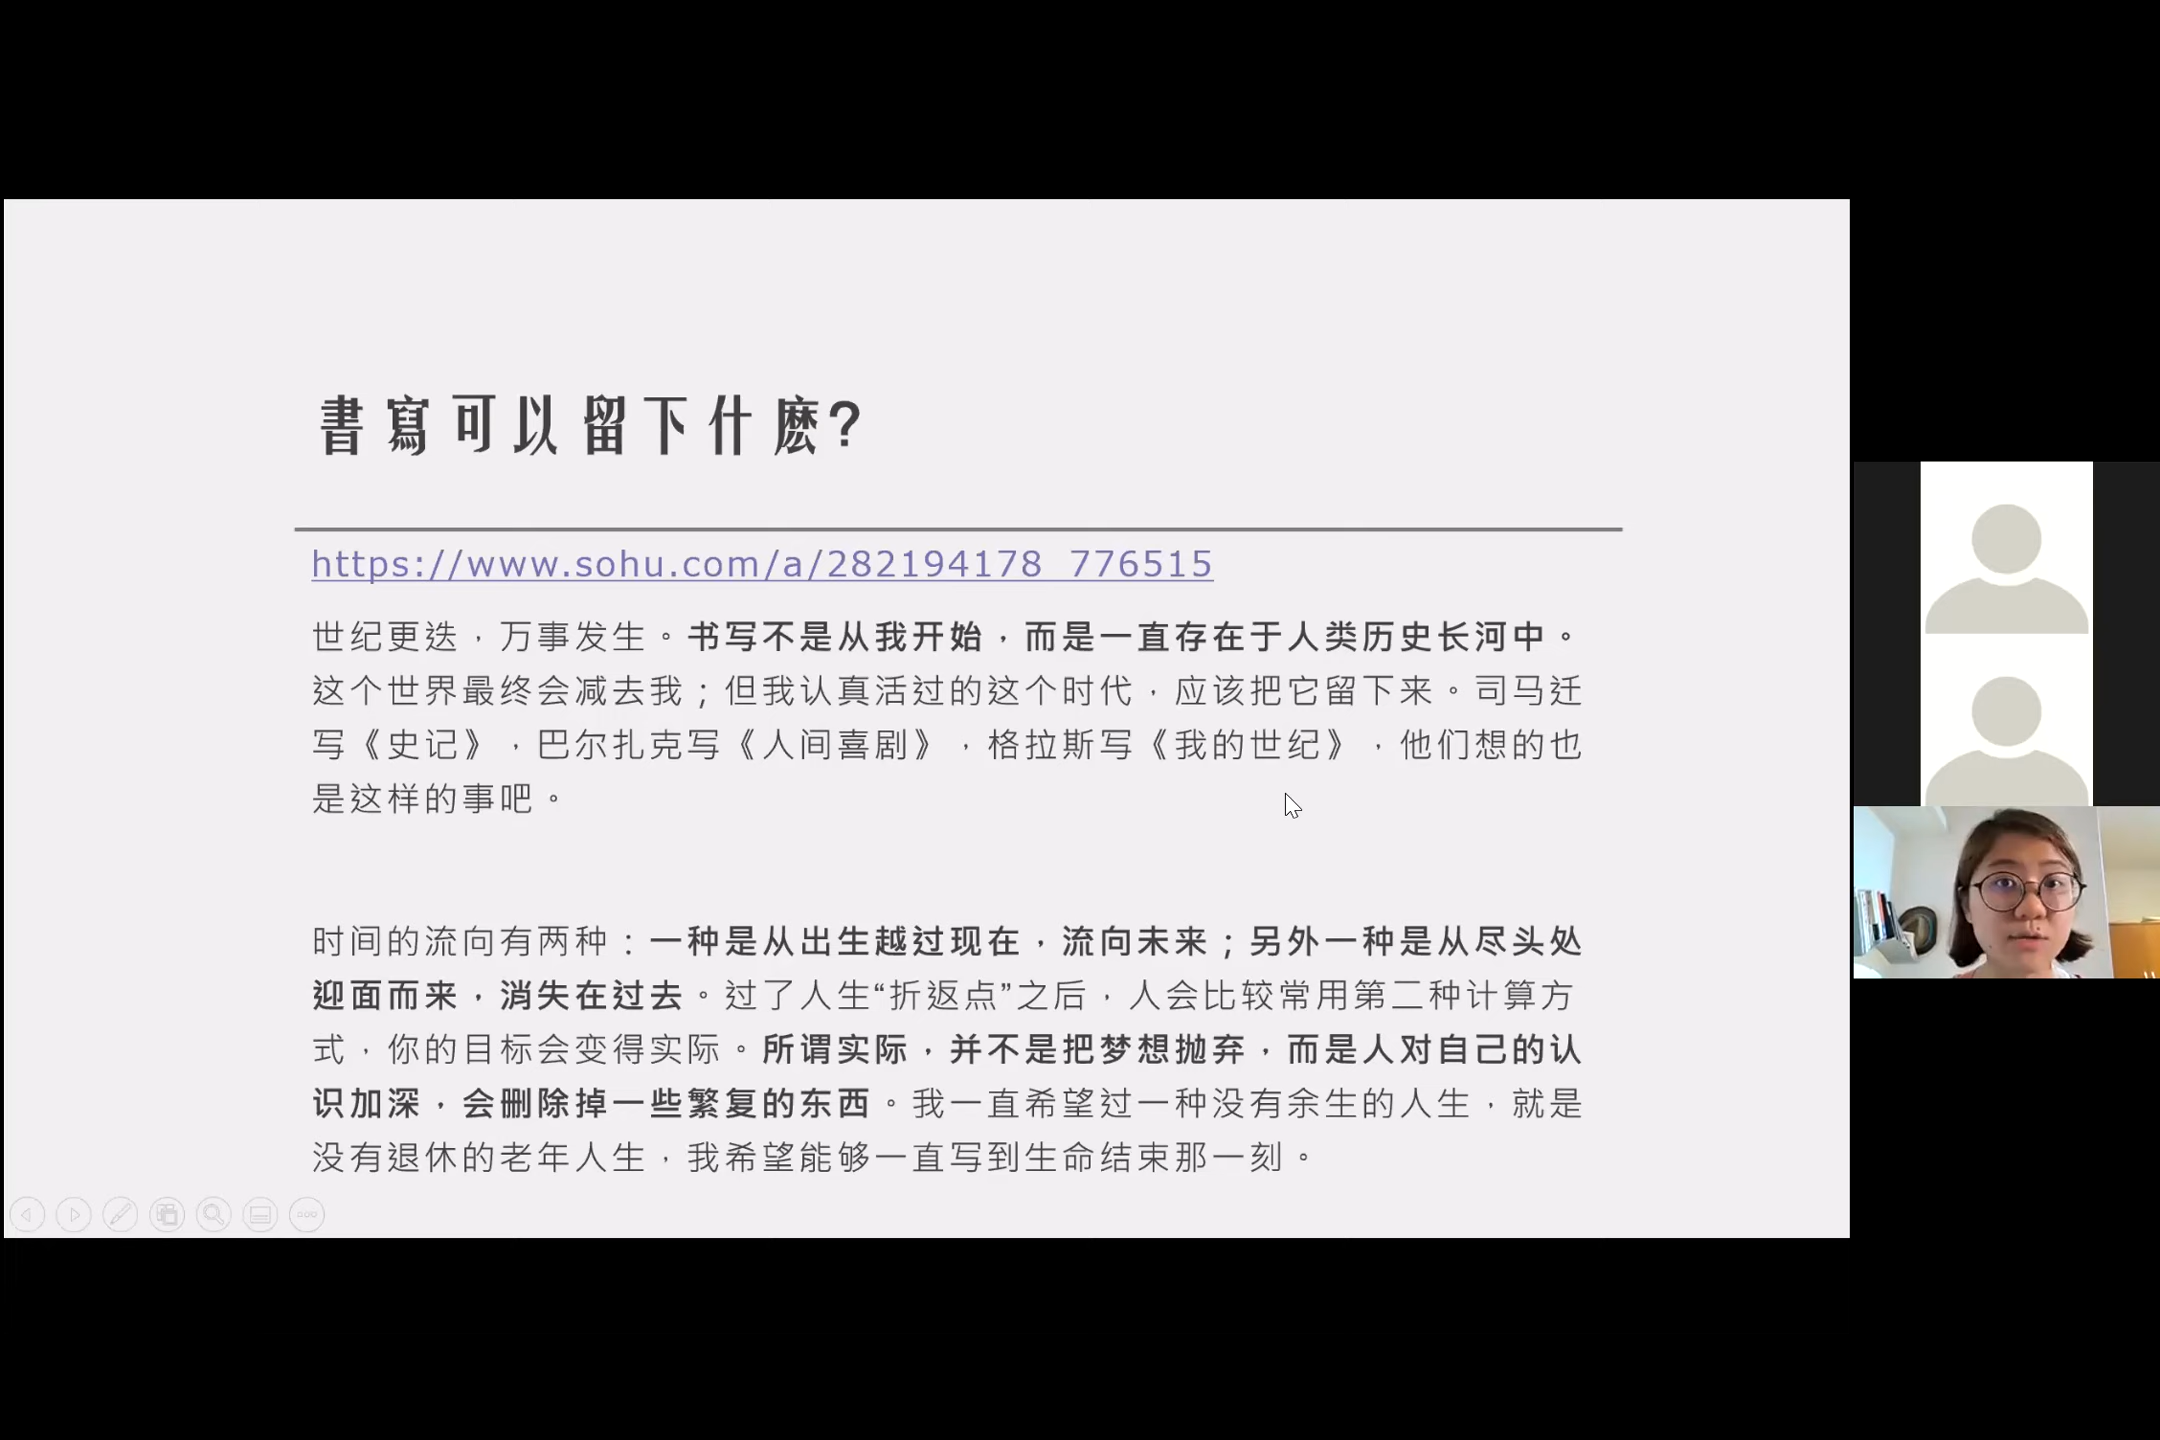 書寫可以留下什麽?
https://www.sohu.com/a/282194178_776515
世纪更迭，万事发生。书写不是从我开始，而是一直存在于人类历史长河中。
这个世界最终会减去我；但我认真活过的这个时代，应该把它留下来。司马迁
写《史记》，巴尔扎克写《人间喜剧》，格拉斯写《我的世纪》，他们想的也
是这样的事吧。
时间的流向有两种：一种是从出生越过现在，流向未来；另外一种是从尽头处
迎面而来，消失在过去。过了人生“折返点”之后，人会比较常用第二种计算方
式，你的目标会变得实际。所谓实际，并不是把梦想抛弃，而是人对自己的认
识加深，会删除掉一些繁复的东西。我一直希望过一种没有余生的人生，就是
没有退休的老年人生，我希望能够一直写到生命结束那一刻。